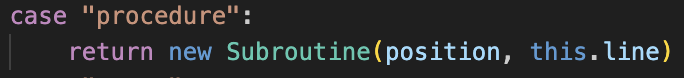 case "procedure":
return new Subroutine(position, this.line)